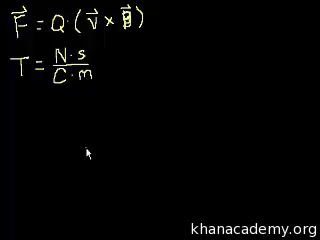 F⃗ = Q · (v⃗ × B⃗)
T = N·s / C·m
khanacademy.org